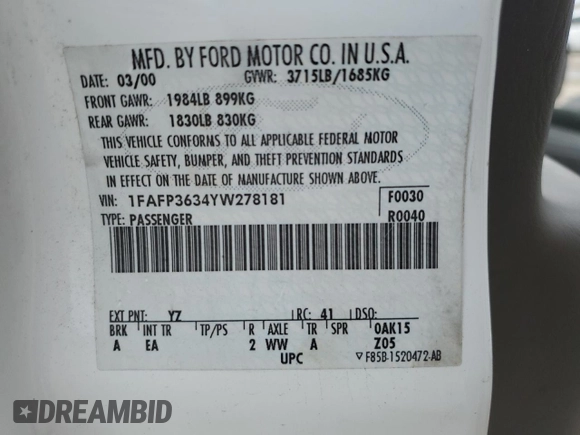 MFD. BY FORD MOTOR CO. IN U.S.A.
DATE: 03/00 GVWR: 3715LB/1685KG
FRONT GAWR: 1984LB 899KG
REAR GAWR: 1830LB 830KG
THIS VEHICLE CONFORMS TO ALL APPLICABLE FEDERAL MOTOR
VEHICLE SAFETY, BUMPER, AND THEFT PREVENTION STANDARDS
IN EFFECT ON THE DATE OF MANUFACTURE SHOWN ABOVE.
VIN: 1FAFP3634YW278181 F0030
TYPE: PASSENGER R0040
EXT PNT: YZ RC: 41 DSO:
BRK INT TR TP/PS R AXLE TR SPR 0AK15
A EA 2 WW A Z05
UPC ▽F85B-1520472-AB
DREAMBID